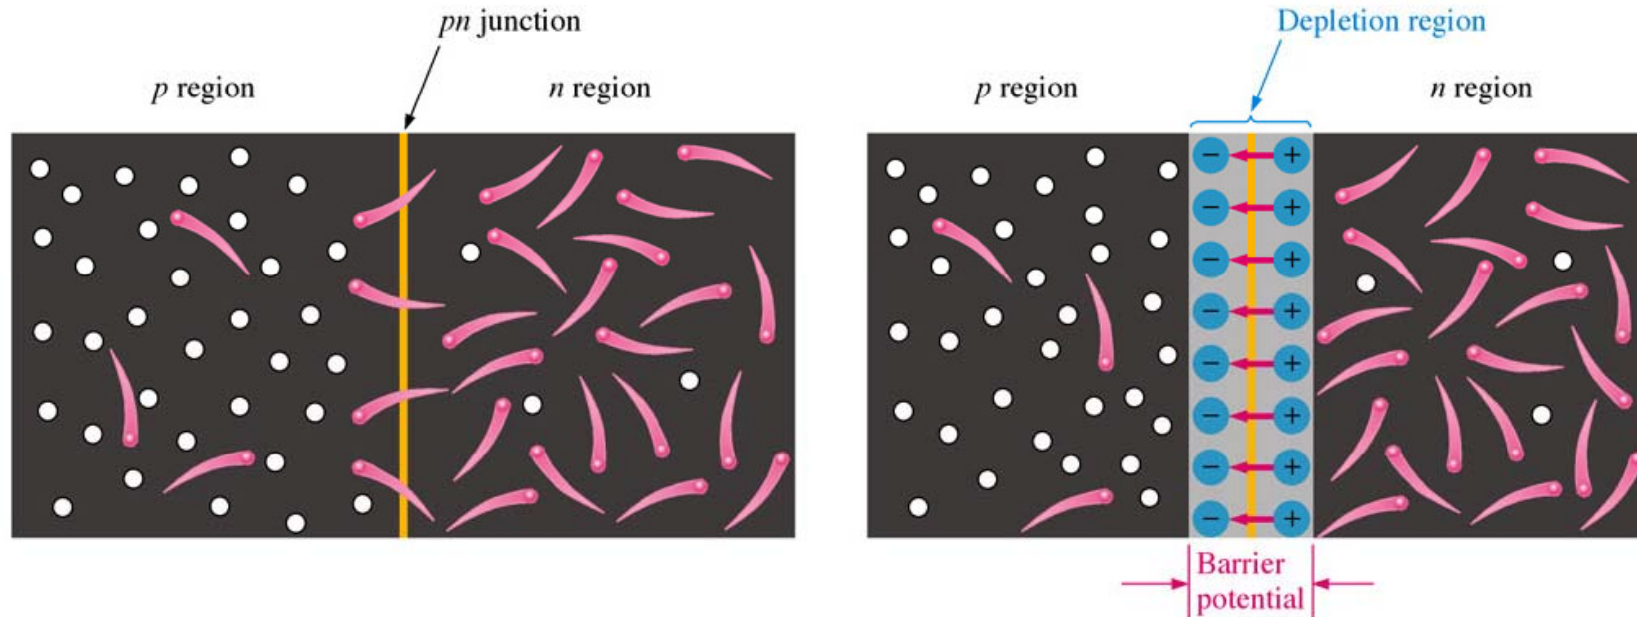 pn junction
p region
n region
Depletion region
p region
n region
− +
− +
− +
− +
− +
− +
− +
− +
Barrier
potential